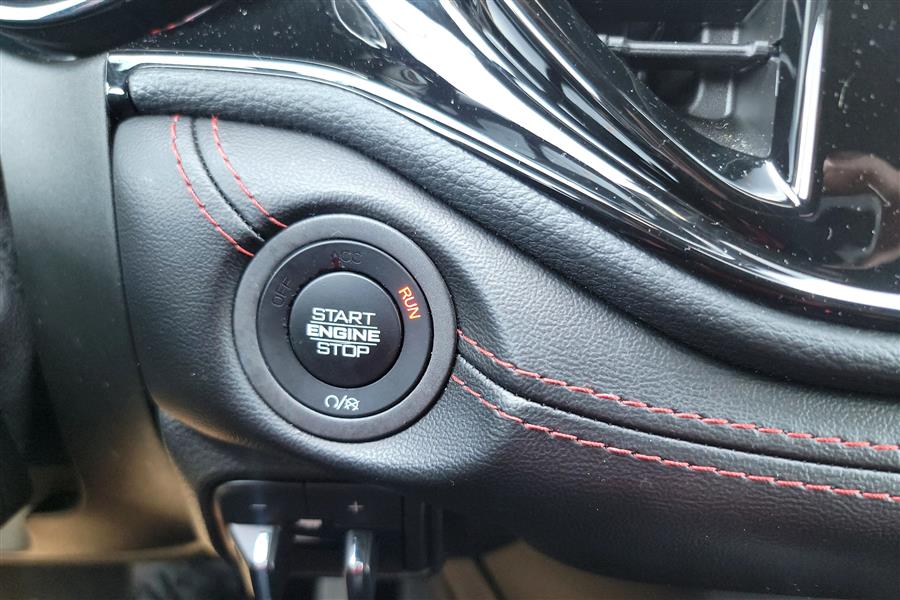 OFF
ACC
RUN
START
ENGINE
STOP
- +